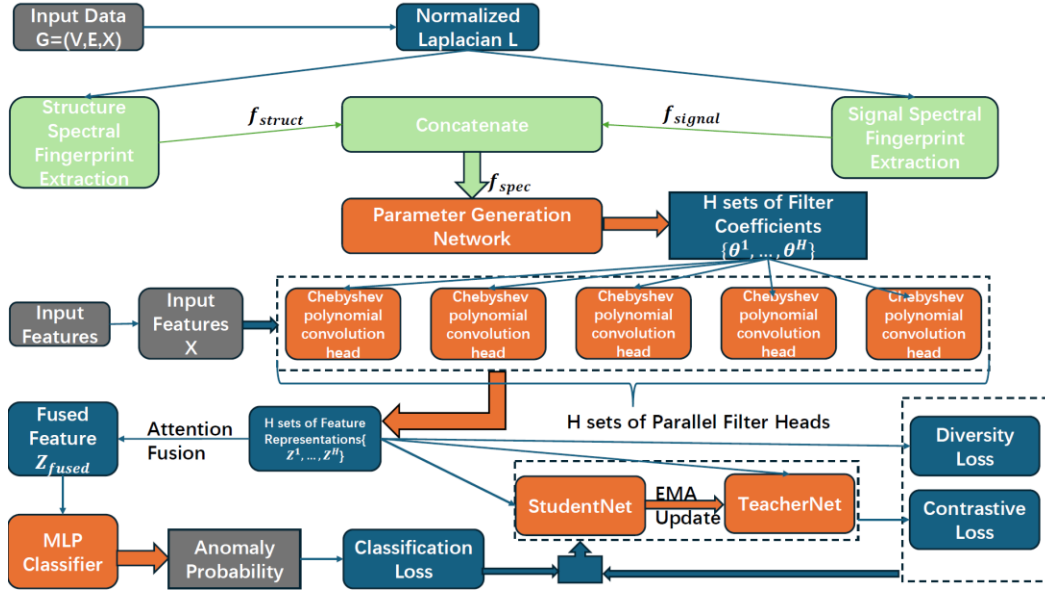 Input Data
G=(V,E,X)
Normalized
Laplacian L
Structure
Spectral
Fingerprint
Extraction
f_struct
Concatenate
f_signal
Signal Spectral
Fingerprint
Extraction
f_spec
Parameter Generation
Network
H sets of Filter
Coefficients
{θ^1, ..., θ^H}
Input
Features
Input
Features
X
Chebyshev
polynomial
convolution
head
Chebyshev
polynomial
convolution
head
Chebyshev
polynomial
convolution
head
Chebyshev
polynomial
convolution
head
Chebyshev
polynomial
convolution
head
H sets of Parallel Filter Heads
Fused
Feature
Z_fused
Attention
Fusion
H sets of Feature
Representations{
Z^1, ..., Z^H}
Diversity
Loss
StudentNet
EMA
Update
TeacherNet
Contrastive
Loss
MLP
Classifier
Anomaly
Probability
Classification
Loss